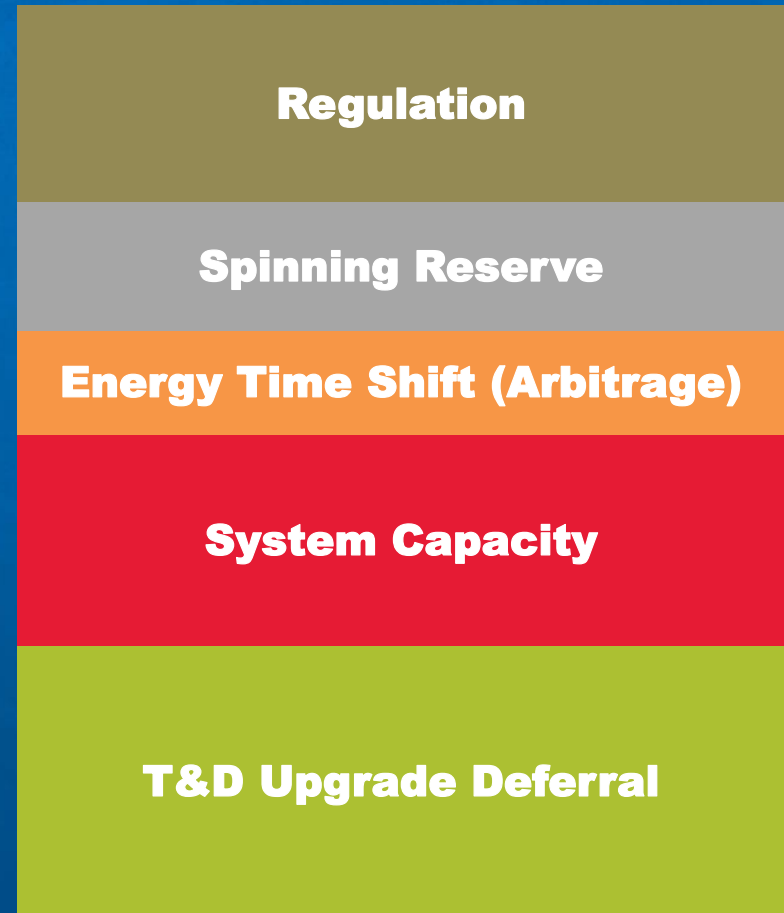 Regulation
Spinning Reserve
Energy Time Shift (Arbitrage)
System Capacity
T&D Upgrade Deferral